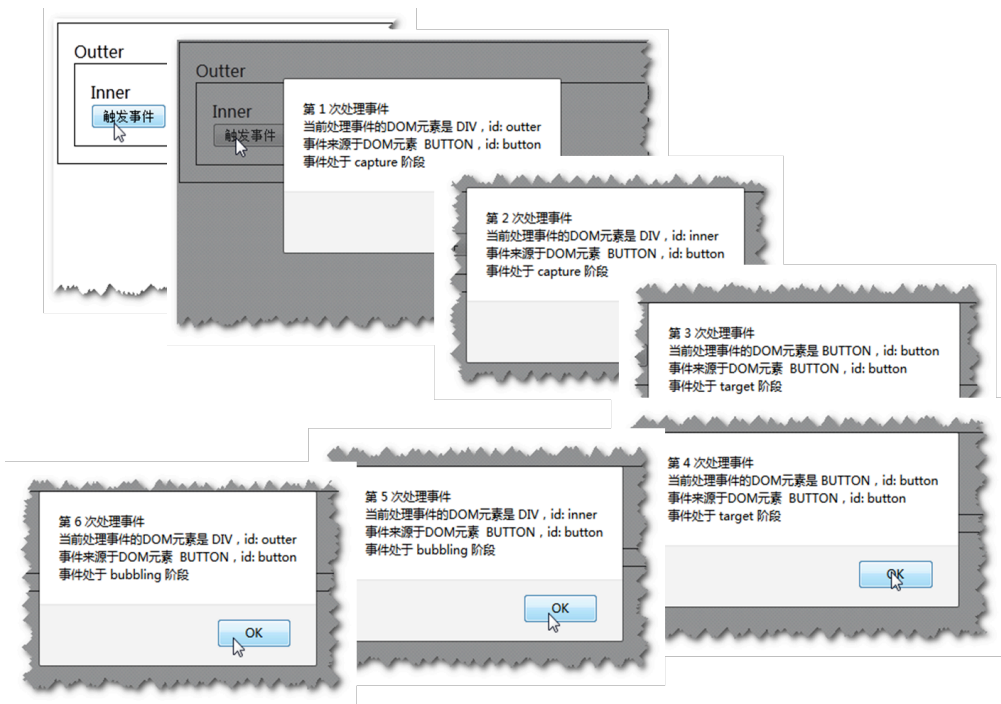 Outter
Inner
触发事件
Outter
Inner
触发事件
第 1 次处理事件
当前处理事件的DOM元素是 DIV，id: outter
事件来源于DOM元素 BUTTON，id: button
事件处于 capture 阶段
第 2 次处理事件
当前处理事件的DOM元素是 DIV，id: inner
事件来源于DOM元素 BUTTON，id: button
事件处于 capture 阶段
第 3 次处理事件
当前处理事件的DOM元素是 BUTTON，id: button
事件来源于DOM元素 BUTTON，id: button
事件处于 target 阶段
第 4 次处理事件
当前处理事件的DOM元素是 BUTTON，id: button
事件来源于DOM元素 BUTTON，id: button
事件处于 target 阶段
OK
第 5 次处理事件
当前处理事件的DOM元素是 DIV，id: inner
事件来源于DOM元素 BUTTON，id: button
事件处于 bubbling 阶段
OK
第 6 次处理事件
当前处理事件的DOM元素是 DIV，id: outter
事件来源于DOM元素 BUTTON，id: button
事件处于 bubbling 阶段
OK